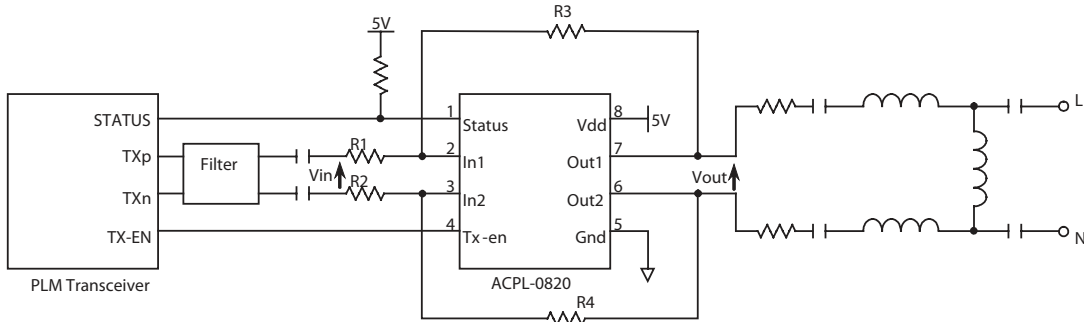 R3
5V
L
STATUS
1
Status
8
Vdd
5V
R1
TXp
Filter
2
In1
7
Out1
Vin
Vout
R2
TXn
3
In2
6
Out2
TX-EN
4
Tx-en
5
Gnd
N
PLM Transceiver
ACPL-0820
R4